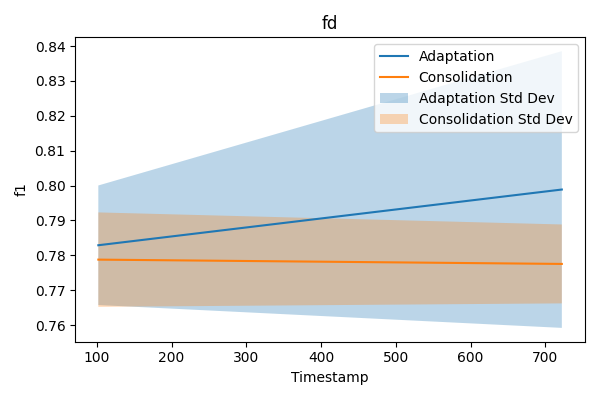 fd
f1
0.84
0.83
0.82
0.81
0.80
0.79
0.78
0.77
0.76
Adaptation
Consolidation
Adaptation Std Dev
Consolidation Std Dev
100 200 300 400 500 600 700
Timestamp